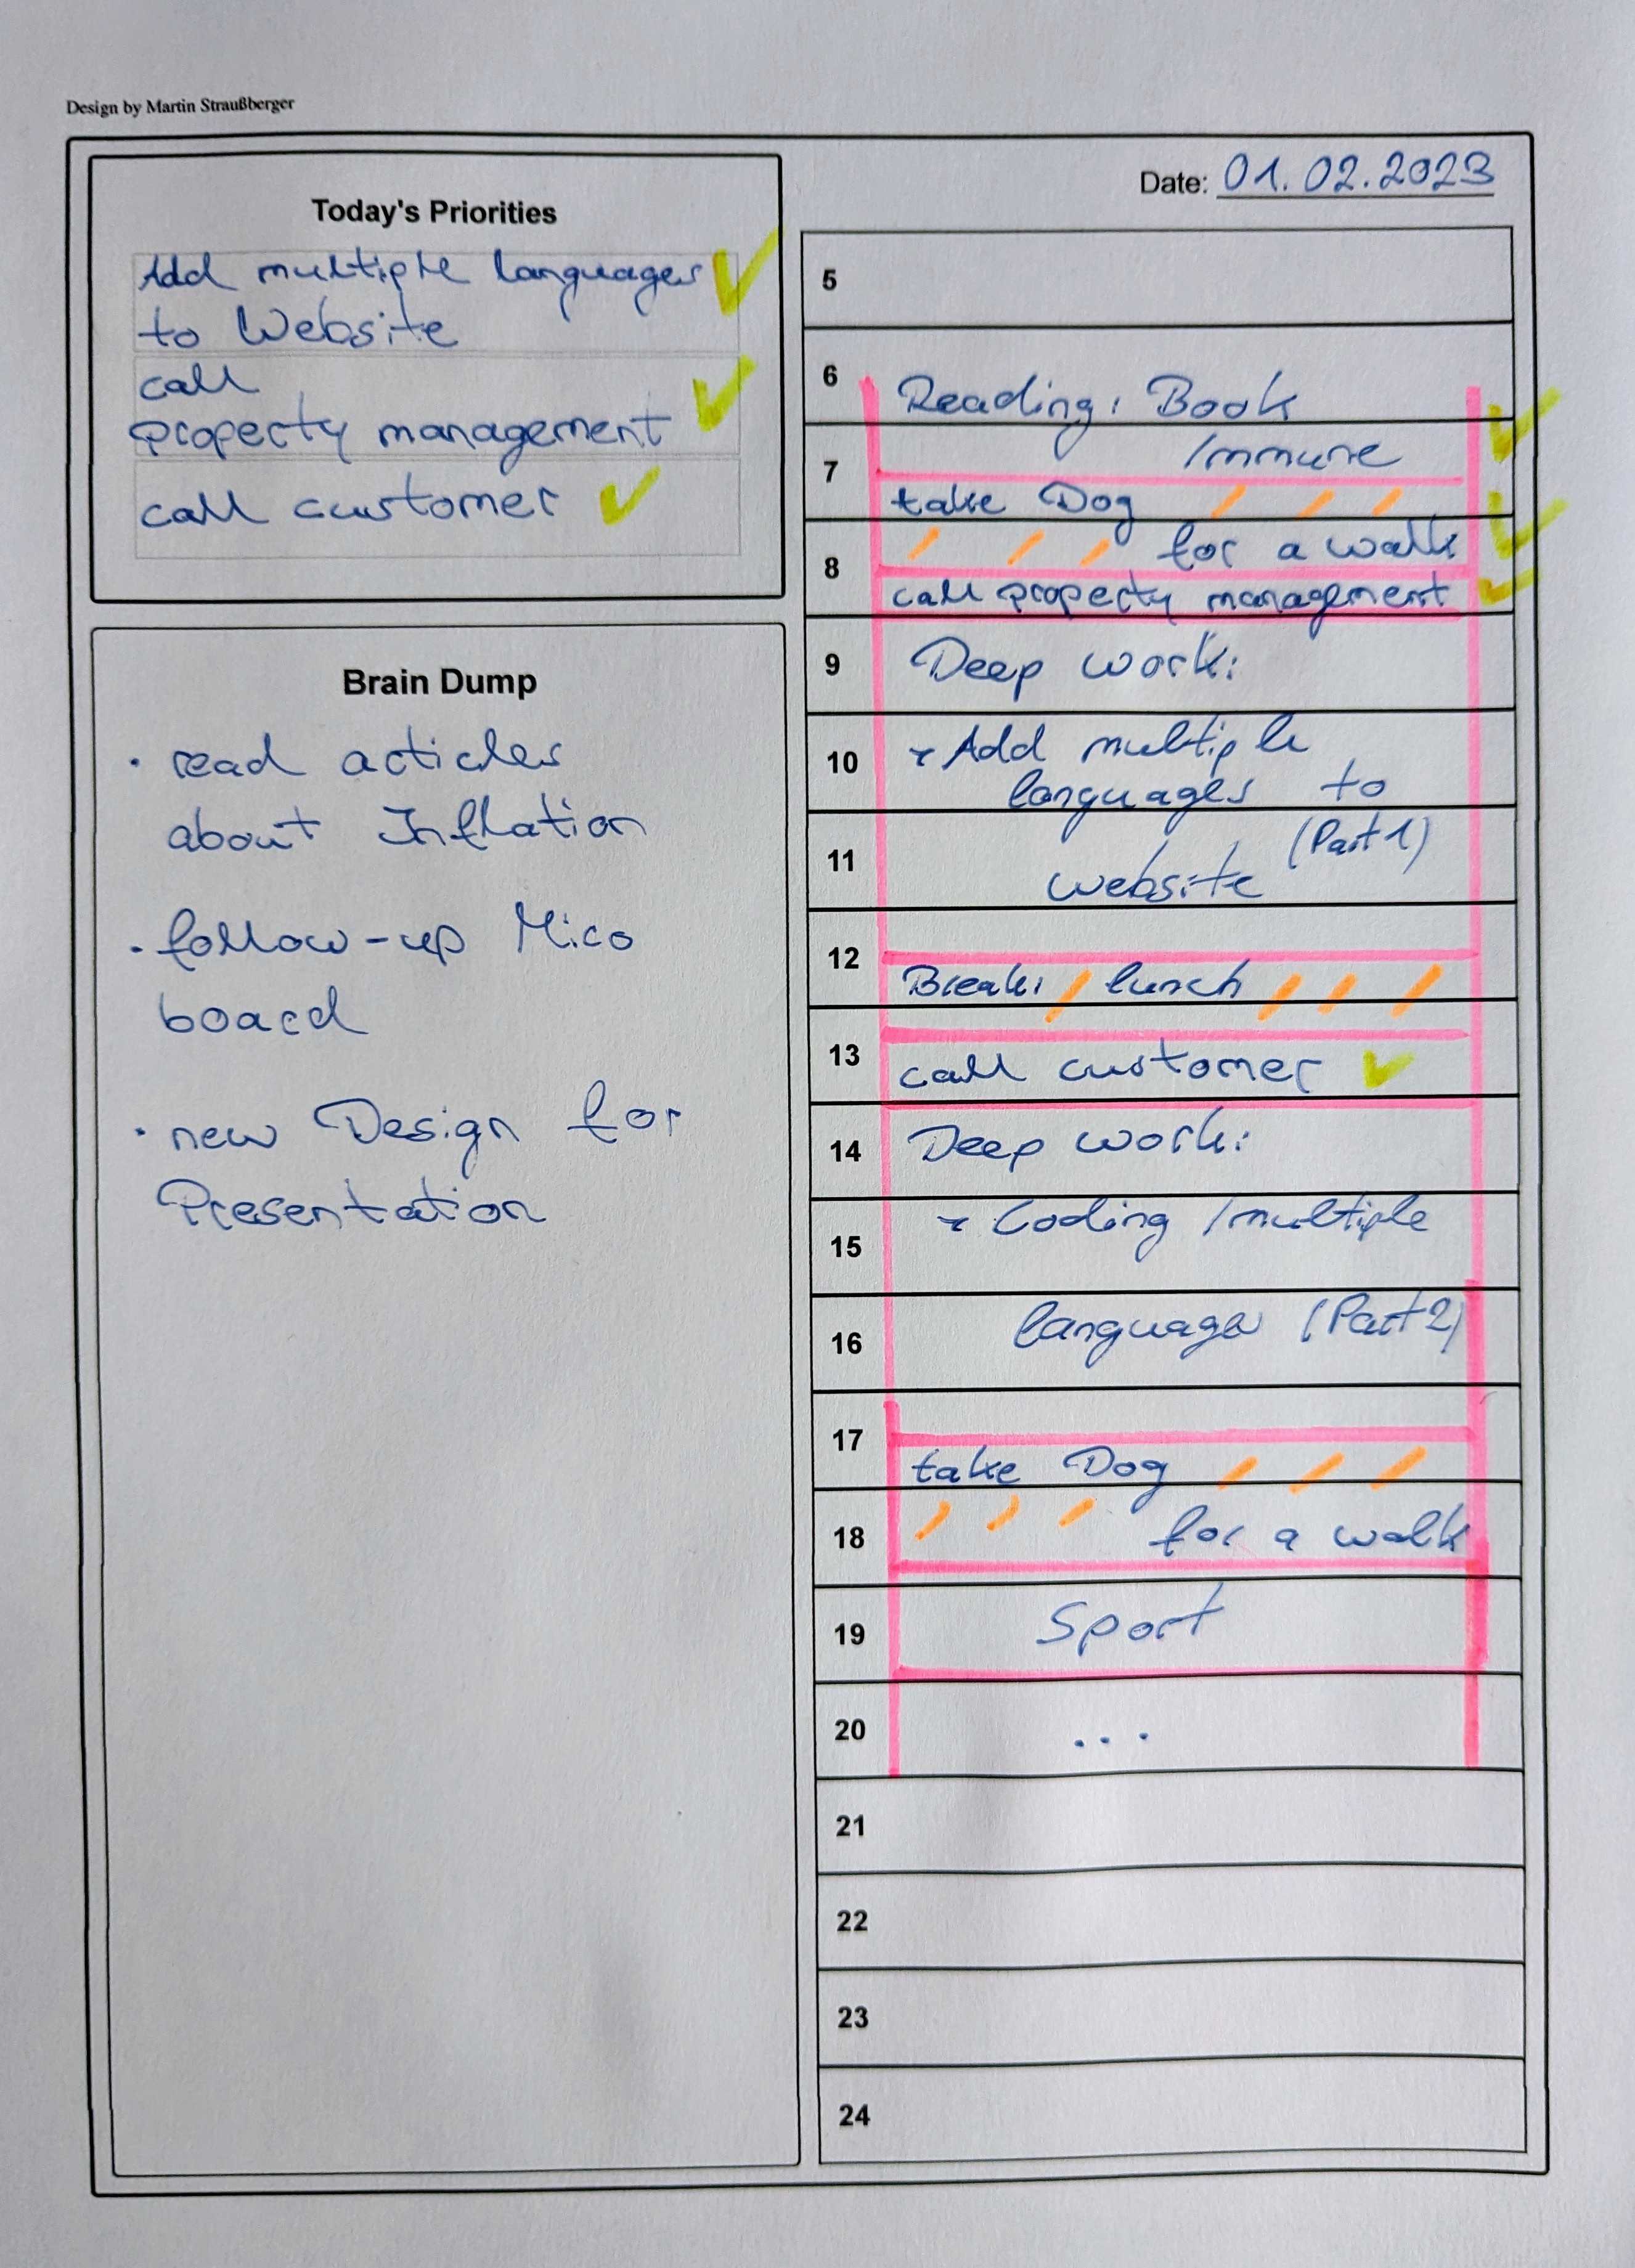 Design by Martin Straußberger
Today's Priorities
Add multiple languages
to Website
call
property management
call customer
Brain Dump
· read articles
about Inflation
· follow-up Miro
board
· new Design for
Presentation
Date: 01.02.2023
5
6 Reading: Book
7 Immune
take Dog
8 for a walk
call property management
9 Deep work:
10 Add multiple
languages to
11 (Part 1)
website
12
Break: lunch
13
call customer
14 Deep work:
15 Coding / multiple
16 language (Part 2)
17
take Dog
18 for a walk
19 Sport
20 ...
21
22
23
24